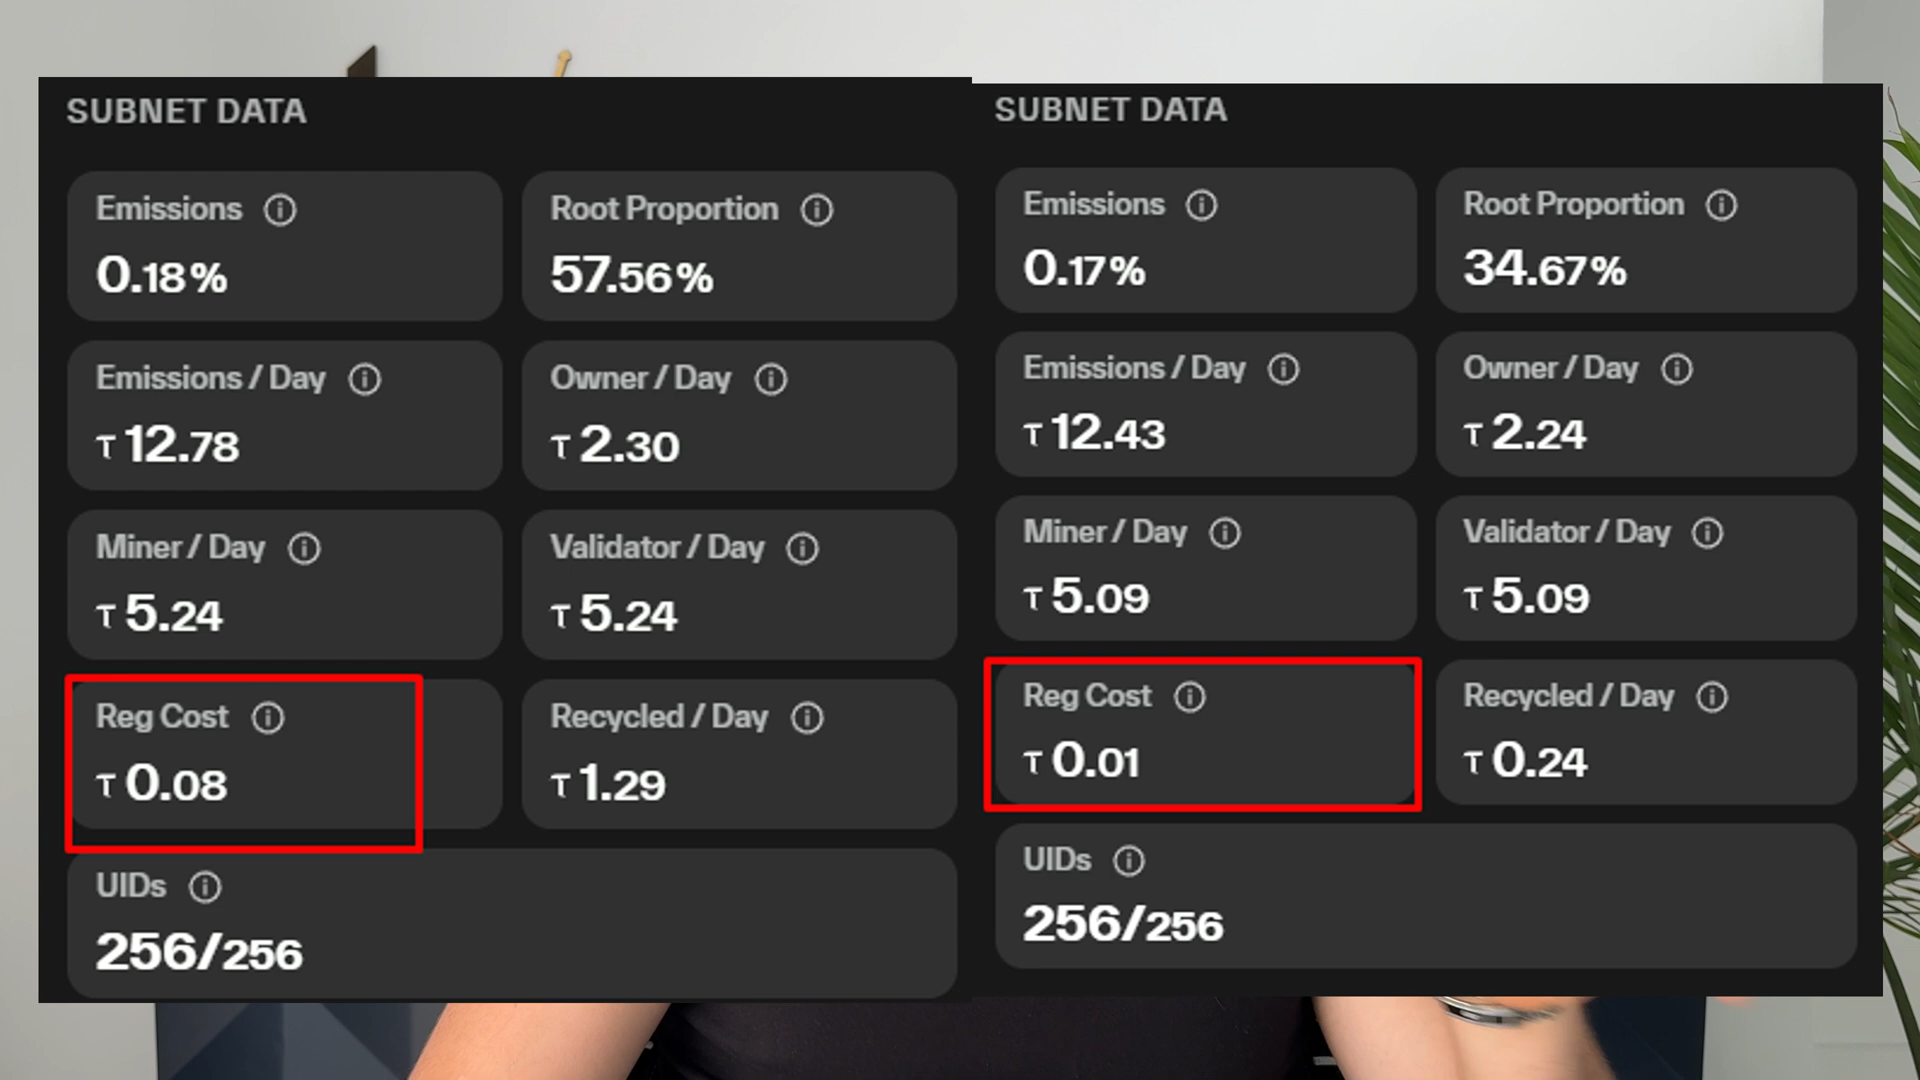 SUBNET DATA
Emissions
0.18%
Root Proportion
57.56%
Emissions / Day
τ 12.78
Owner / Day
τ 2.30
Miner / Day
τ 5.24
Validator / Day
τ 5.24
Reg Cost
τ 0.08
Recycled / Day
τ 1.29
UIDs
256/256
SUBNET DATA
Emissions
0.17%
Root Proportion
34.67%
Emissions / Day
τ 12.43
Owner / Day
τ 2.24
Miner / Day
τ 5.09
Validator / Day
τ 5.09
Reg Cost
τ 0.01
Recycled / Day
τ 0.24
UIDs
256/256